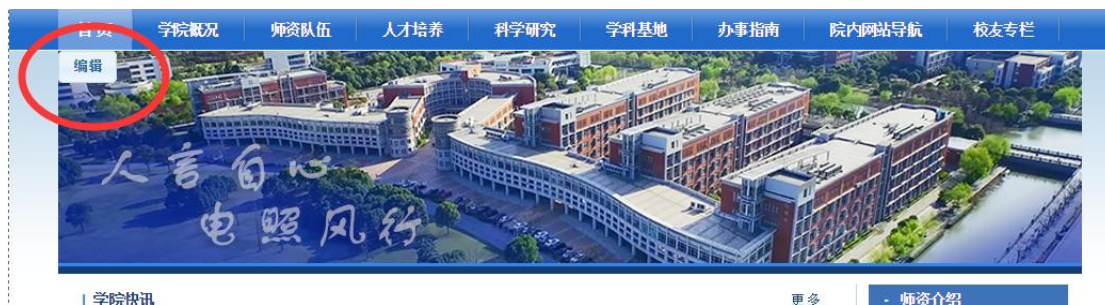 首页 学院概况 师资队伍 人才培养 科学研究 学科基地 办事指南 院内网站导航 校友专栏
编辑
人言自心
电照风行
学院快讯 更多 · 师资介绍